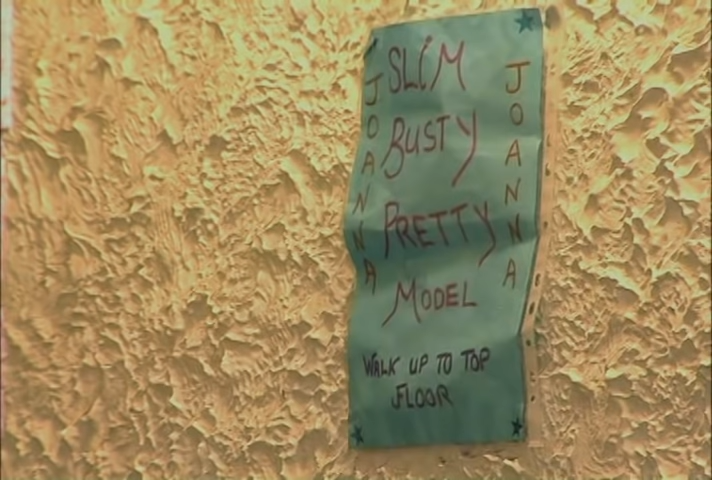 JOANNA
SLIM
BUSTY
PRETTY
MODEL
JOANNA
WALK UP TO TOP
FLOOR